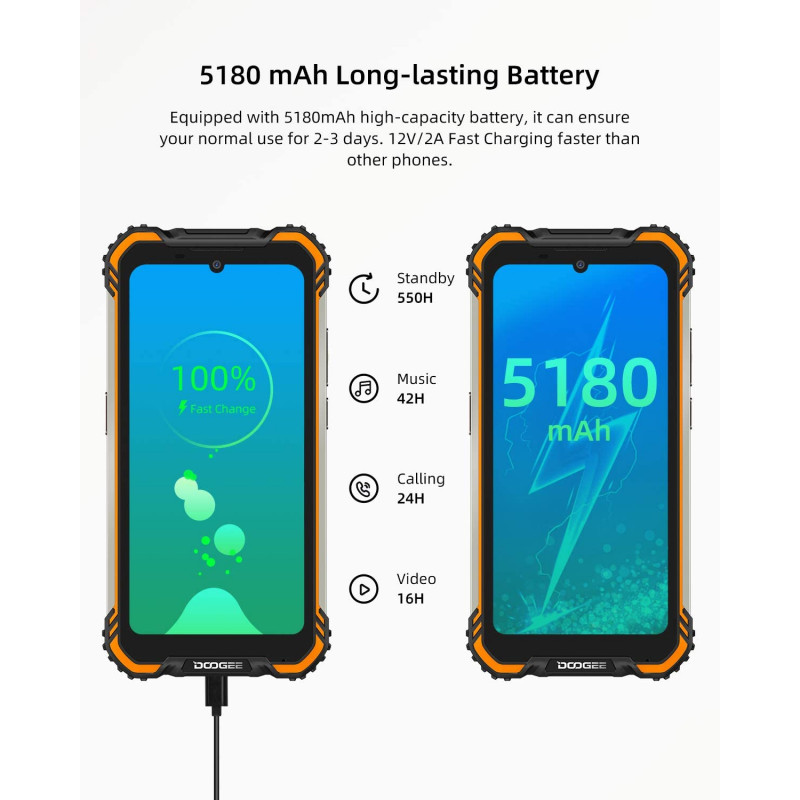 5180 mAh Long-lasting Battery
Equipped with 5180mAh high-capacity battery, it can ensure
your normal use for 2-3 days. 12V/2A Fast Charging faster than
other phones.
100%
Fast Change
Standby
550H
Music
42H
Calling
24H
Video
16H
5180
mAh
DOOGEE
DOOGEE